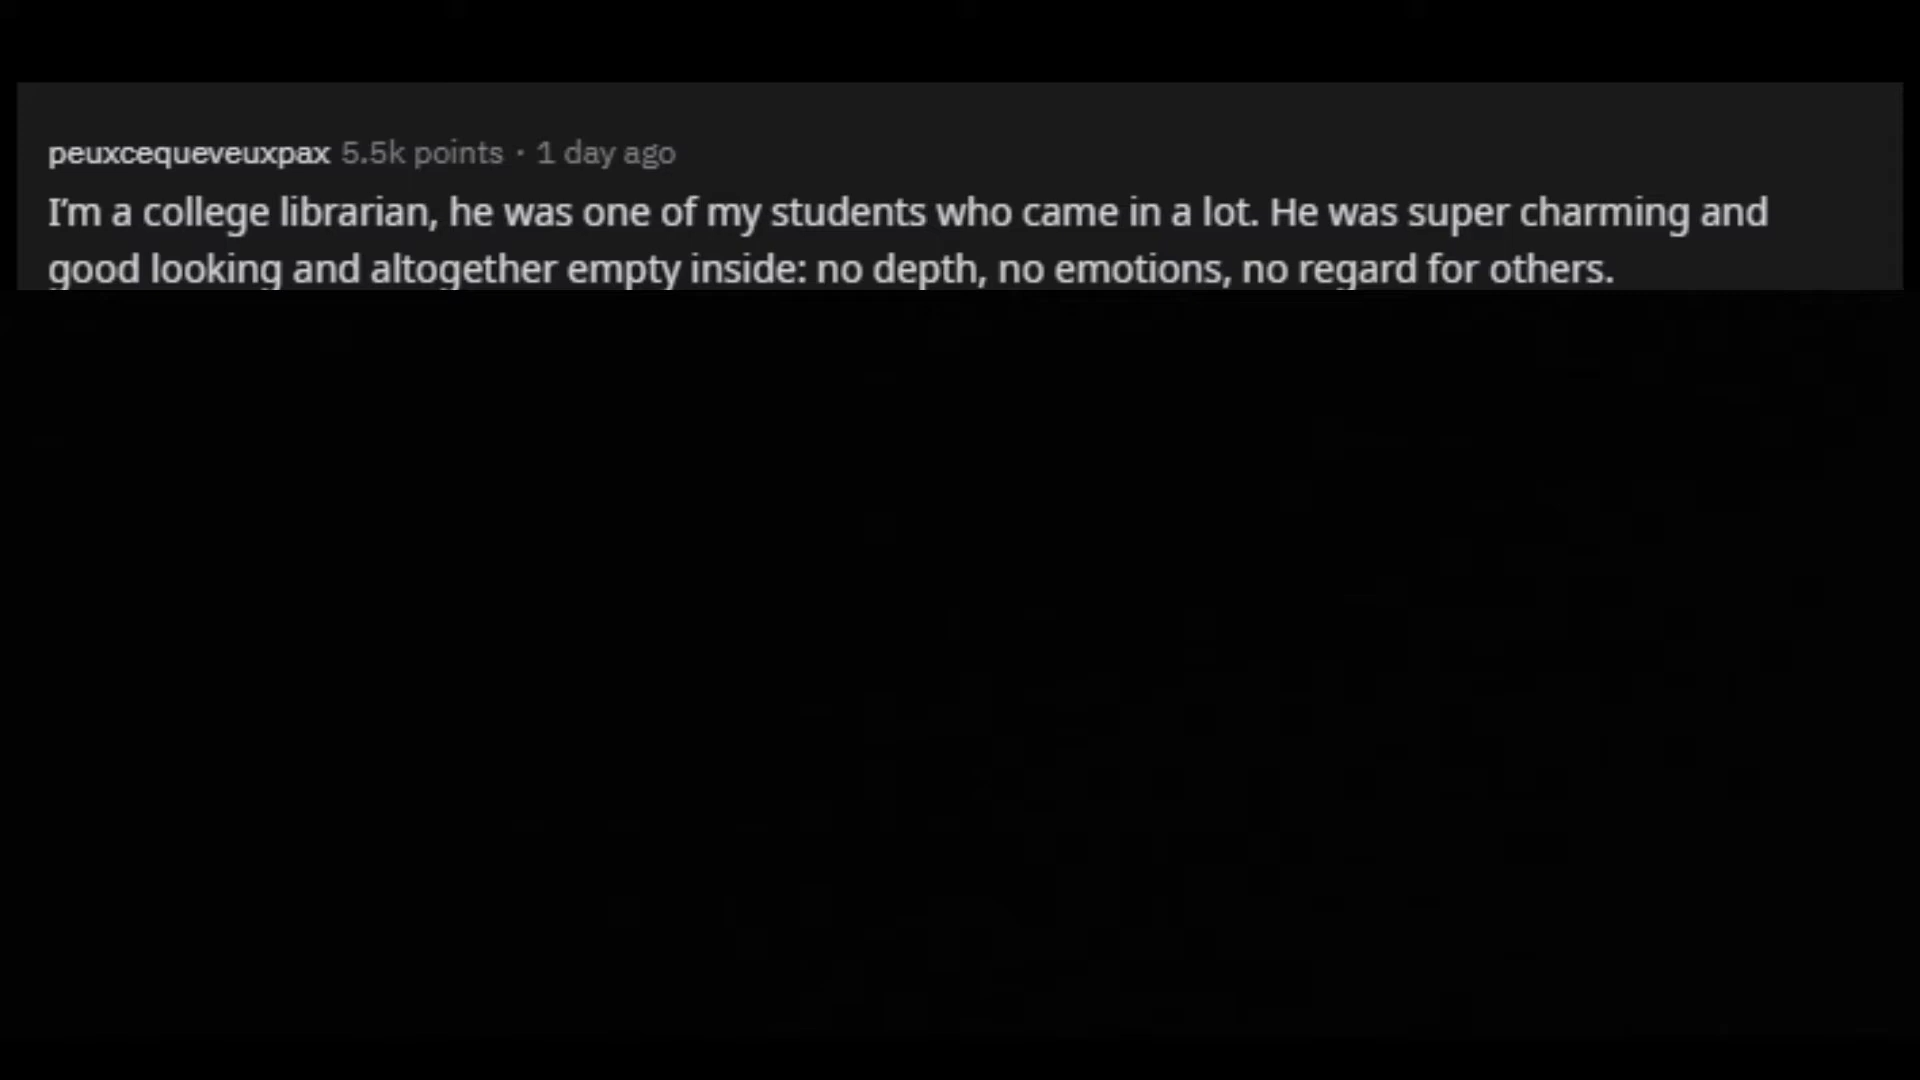 peuxcequeveuxpax 5.5k points · 1 day ago
I’m a college librarian, he was one of my students who came in a lot. He was super charming and
good looking and altogether empty inside: no depth, no emotions, no regard for others.